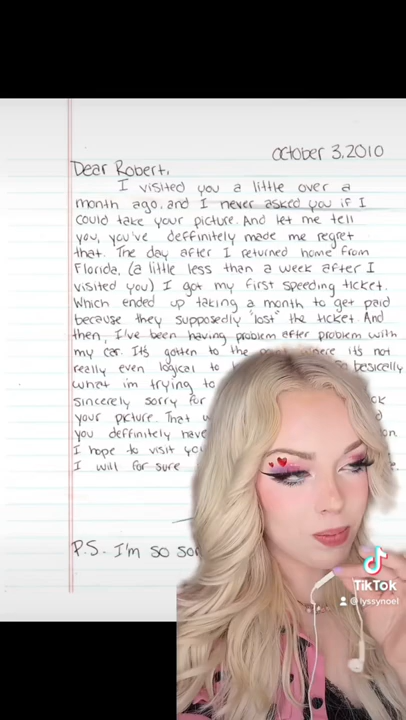 october 3, 2010
Dear Robert,
I visited you a little over a
month ago, and I never asked you if I
could take your picture. And let me tell
you, you've deffinitely made me regret
that. The day after I returned home from
Florida, (a little less than a week after I
visited you) I got my first speeding ticket.
Which ended up taking a month to get paid
because they supposedly "lost" the ticket. And
then, I've been having problem after problem with
my car. It's gotten to the where it's not
really even logical to besically
what im trying to
sincerely sorry for
your picture. That
you deffinitely have
I hope to visit
I will for sure
P.S. I'm so
TikTok
@lyssynoel